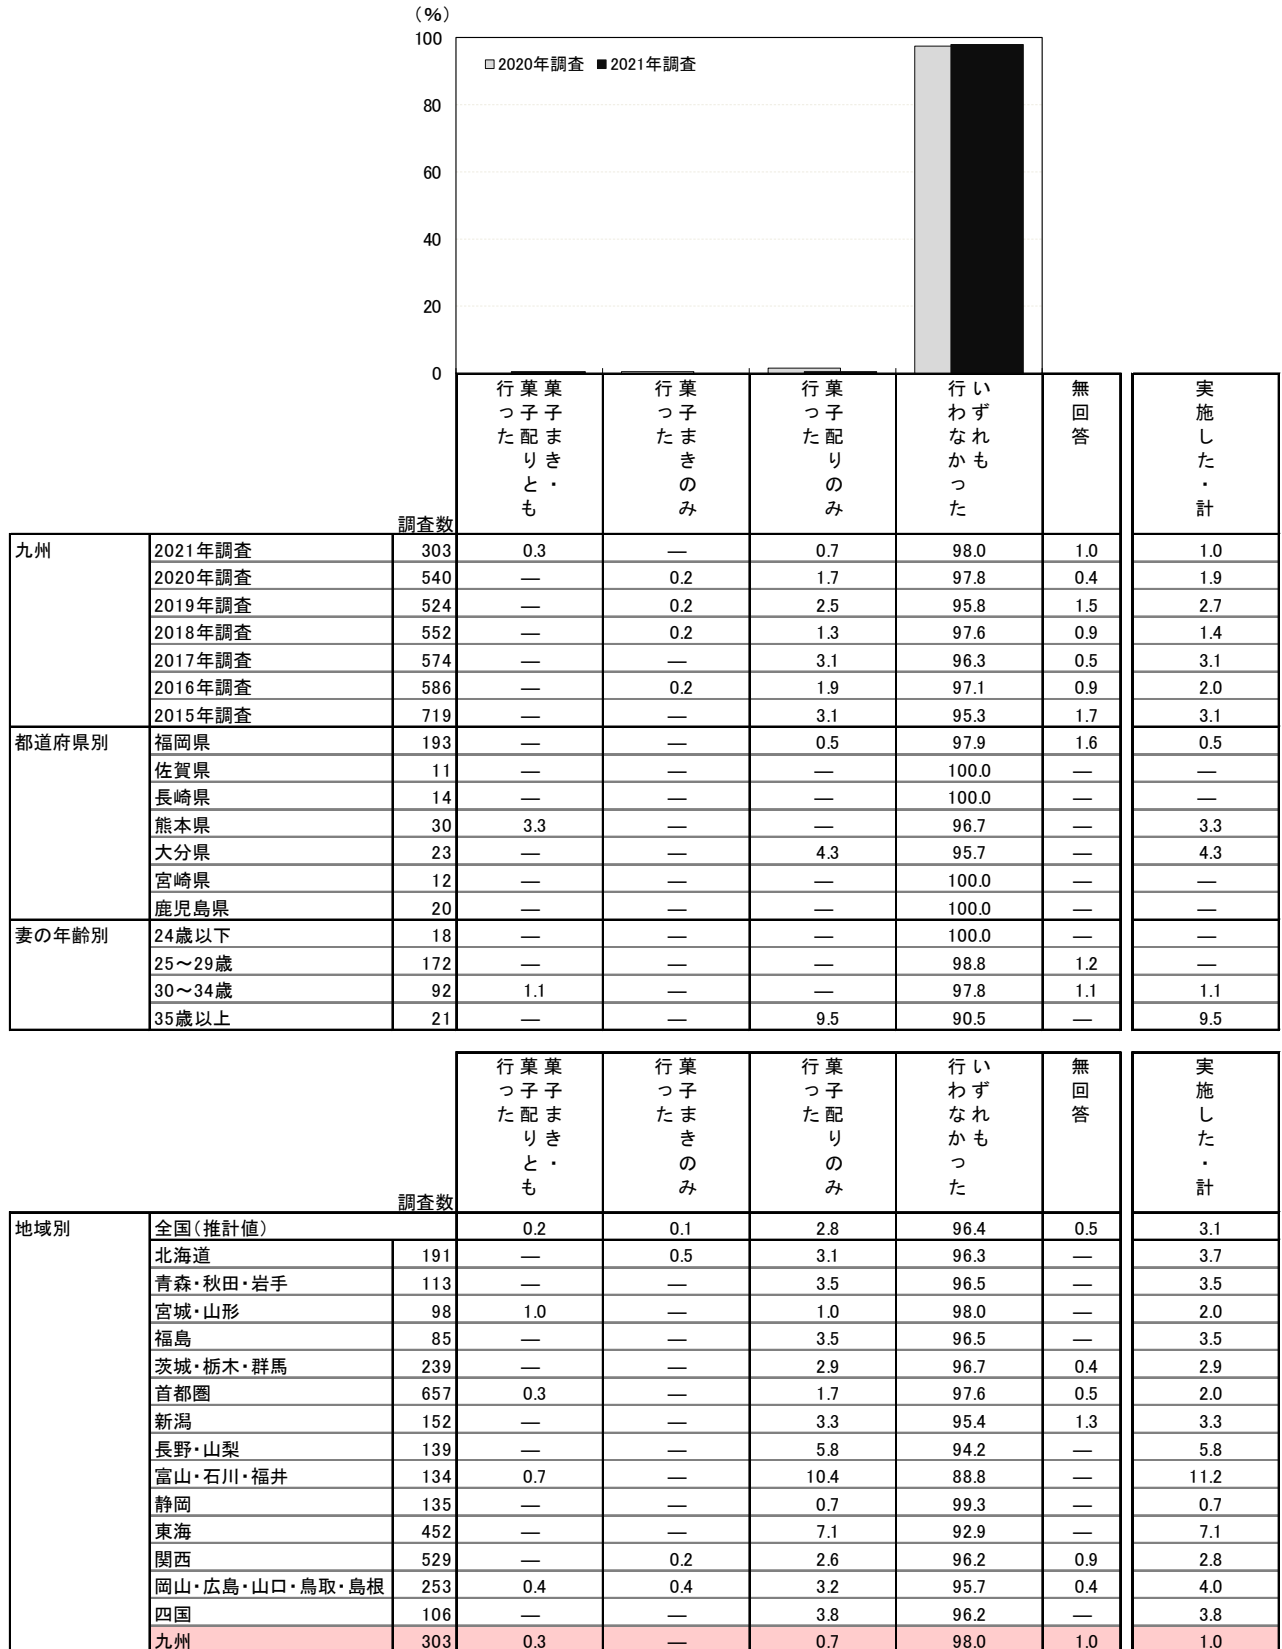 (%)
100
□2020年調査 ■2021年調査
80
60
40
20
0
調査数 菓子まき・菓子配りとも行った 菓子まきのみ行った 菓子配りのみ行った いずれも行わなかった 無回答 実施した・計
九州 2021年調査 303 0.3 — 0.7 98.0 1.0 1.0
2020年調査 540 — 0.2 1.7 97.8 0.4 1.9
2019年調査 524 — 0.2 2.5 95.8 1.5 2.7
2018年調査 552 — 0.2 1.3 97.6 0.9 1.4
2017年調査 574 — — 3.1 96.3 0.5 3.1
2016年調査 586 — 0.2 1.9 97.1 0.9 2.0
2015年調査 719 — — 3.1 95.3 1.7 3.1
都道府県別 福岡県 193 — — 0.5 97.9 1.6 0.5
佐賀県 11 — — — 100.0 — —
長崎県 14 — — — 100.0 — —
熊本県 30 3.3 — — 96.7 — 3.3
大分県 23 — — 4.3 95.7 — 4.3
宮崎県 12 — — — 100.0 — —
鹿児島県 20 — — — 100.0 — —
妻の年齢別 24歳以下 18 — — — 100.0 — —
25～29歳 172 — — — 98.8 1.2 —
30～34歳 92 1.1 — — 97.8 1.1 1.1
35歳以上 21 — — 9.5 90.5 — 9.5
調査数 菓子まき・菓子配りとも行った 菓子まきのみ行った 菓子配りのみ行った いずれも行わなかった 無回答 実施した・計
地域別 全国(推計値) 0.2 0.1 2.8 96.4 0.5 3.1
北海道 191 — 0.5 3.1 96.3 — 3.7
青森・秋田・岩手 113 — — 3.5 96.5 — 3.5
宮城・山形 98 1.0 — 1.0 98.0 — 2.0
福島 85 — — 3.5 96.5 — 3.5
茨城・栃木・群馬 239 — — 2.9 96.7 0.4 2.9
首都圏 657 0.3 — 1.7 97.6 0.5 2.0
新潟 152 — — 3.3 95.4 1.3 3.3
長野・山梨 139 — — 5.8 94.2 — 5.8
富山・石川・福井 134 0.7 — 10.4 88.8 — 11.2
静岡 135 — — 0.7 99.3 — 0.7
東海 452 — — 7.1 92.9 — 7.1
関西 529 — 0.2 2.6 96.2 0.9 2.8
岡山・広島・山口・鳥取・島根 253 0.4 0.4 3.2 95.7 0.4 4.0
四国 106 — — 3.8 96.2 — 3.8
九州 303 0.3 — 0.7 98.0 1.0 1.0